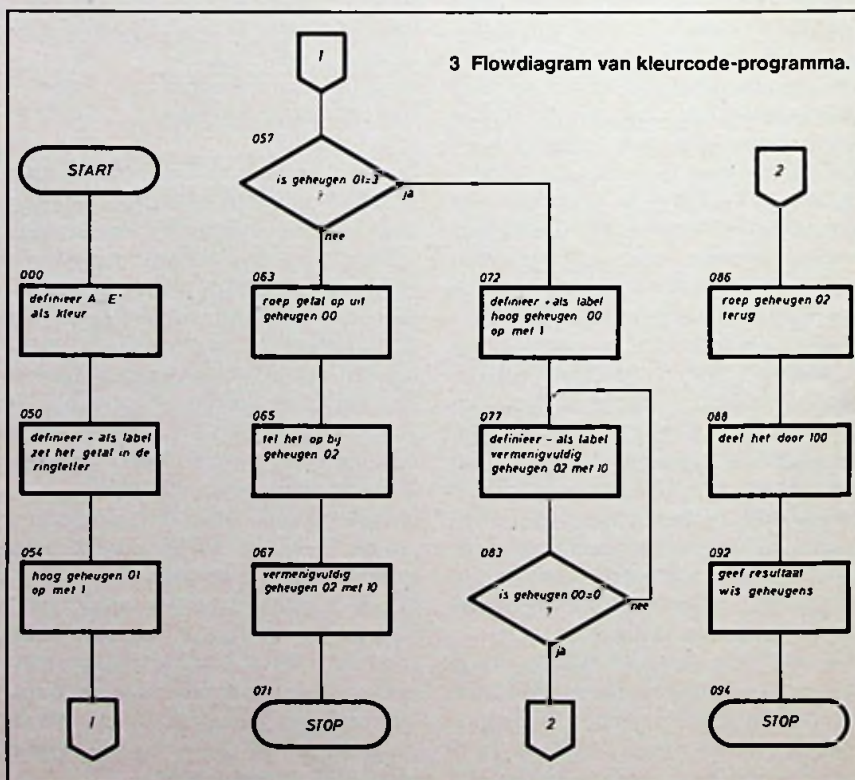 3 Flowdiagram van kleurcode-programma.
START
000
definieer A E'
als kleur
050
definieer - als label
zet het getal in de
ringteller
054
hoog geheugen 01
op met 1
1
1
057
is geheugen 01=3
?
ja
nee
063
roep getal op uit
geheugen 00
065
tel het op bij
geheugen 02
067
vermenigvuldig
geheugen 02 met 10
071
STOP
072
definieer + als label
hoog geheugen 00
op met 1
077
definieer - als label
vermenigvuldig
geheugen 02 met 10
083
is geheugen 00=0
?
nee
ja
2
2
086
roep geheugen 02
terug
088
deel het door 100
092
geef resultaat
wis geheugens
094
STOP